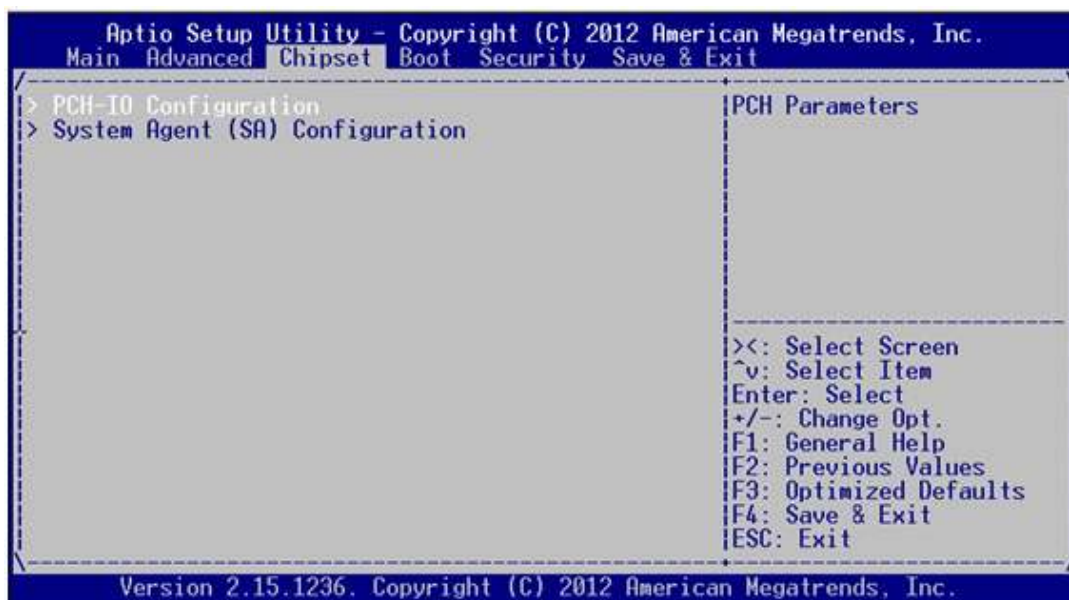 Aptio Setup Utility - Copyright (C) 2012 American Megatrends, Inc.
Main Advanced Chipset Boot Security Save & Exit
> PCH-IO Configuration
> System Agent (SA) Configuration
PCH Parameters
><: Select Screen
^v: Select Item
Enter: Select
+/-: Change Opt.
F1: General Help
F2: Previous Values
F3: Optimized Defaults
F4: Save & Exit
ESC: Exit
Version 2.15.1236. Copyright (C) 2012 American Megatrends, Inc.